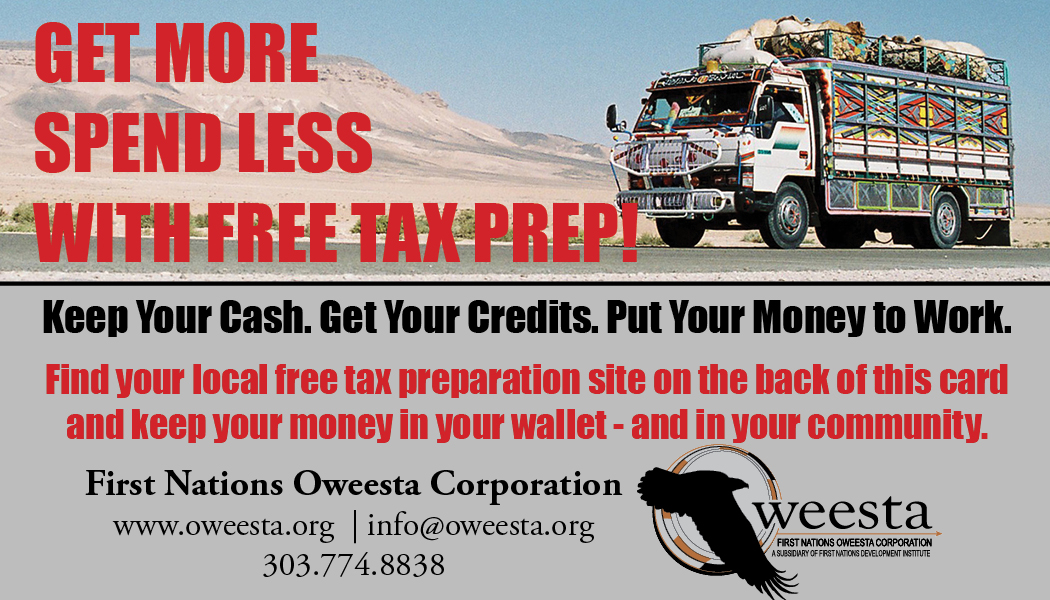 GET MORE
SPEND LESS
WITH FREE TAX PREP!
Keep Your Cash. Get Your Credits. Put Your Money to Work.
Find your local free tax preparation site on the back of this card
and keep your money in your wallet - and in your community.
First Nations Oweesta Corporation
www.oweesta.org | info@oweesta.org
303.774.8838
Oweesta
FIRST NATIONS OWEESTA CORPORATION
A SUBSIDIARY OF FIRST NATIONS DEVELOPMENT INSTITUTE